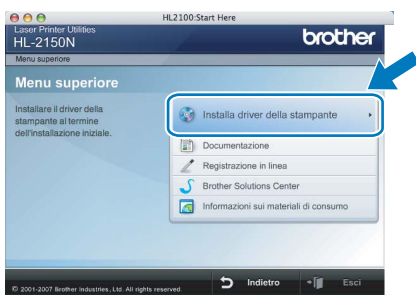 HL2100:Start Here
Laser Printer Utilities
HL-2150N
brother
Menu superiore
Menu superiore
Installare il driver della
stampante al termine
dell'installazione iniziale.
Installa driver della stampante
Documentazione
Registrazione in linea
Brother Solutions Center
Informazioni sui materiali di consumo
© 2001-2007 Brother Industries, Ltd. All rights reserved.
Indietro
Esci